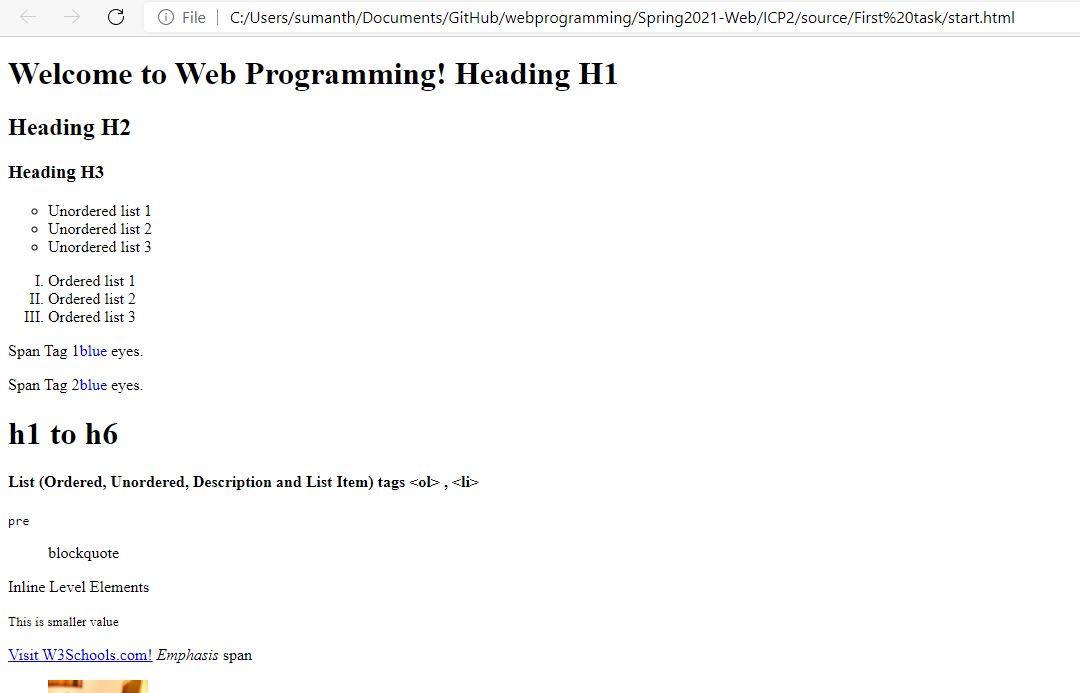 File | C:/Users/sumanth/Documents/GitHub/webprogramming/Spring2021-Web/ICP2/source/First%20task/start.html
Welcome to Web Programming! Heading H1
Heading H2
Heading H3
Unordered list 1
Unordered list 2
Unordered list 3
I. Ordered list 1
II. Ordered list 2
III. Ordered list 3
Span Tag 1blue eyes.
Span Tag 2blue eyes.
h1 to h6
List (Ordered, Unordered, Description and List Item) tags <ol> , <li>
pre
blockquote
Inline Level Elements
This is smaller value
Visit W3Schools.com! Emphasis span